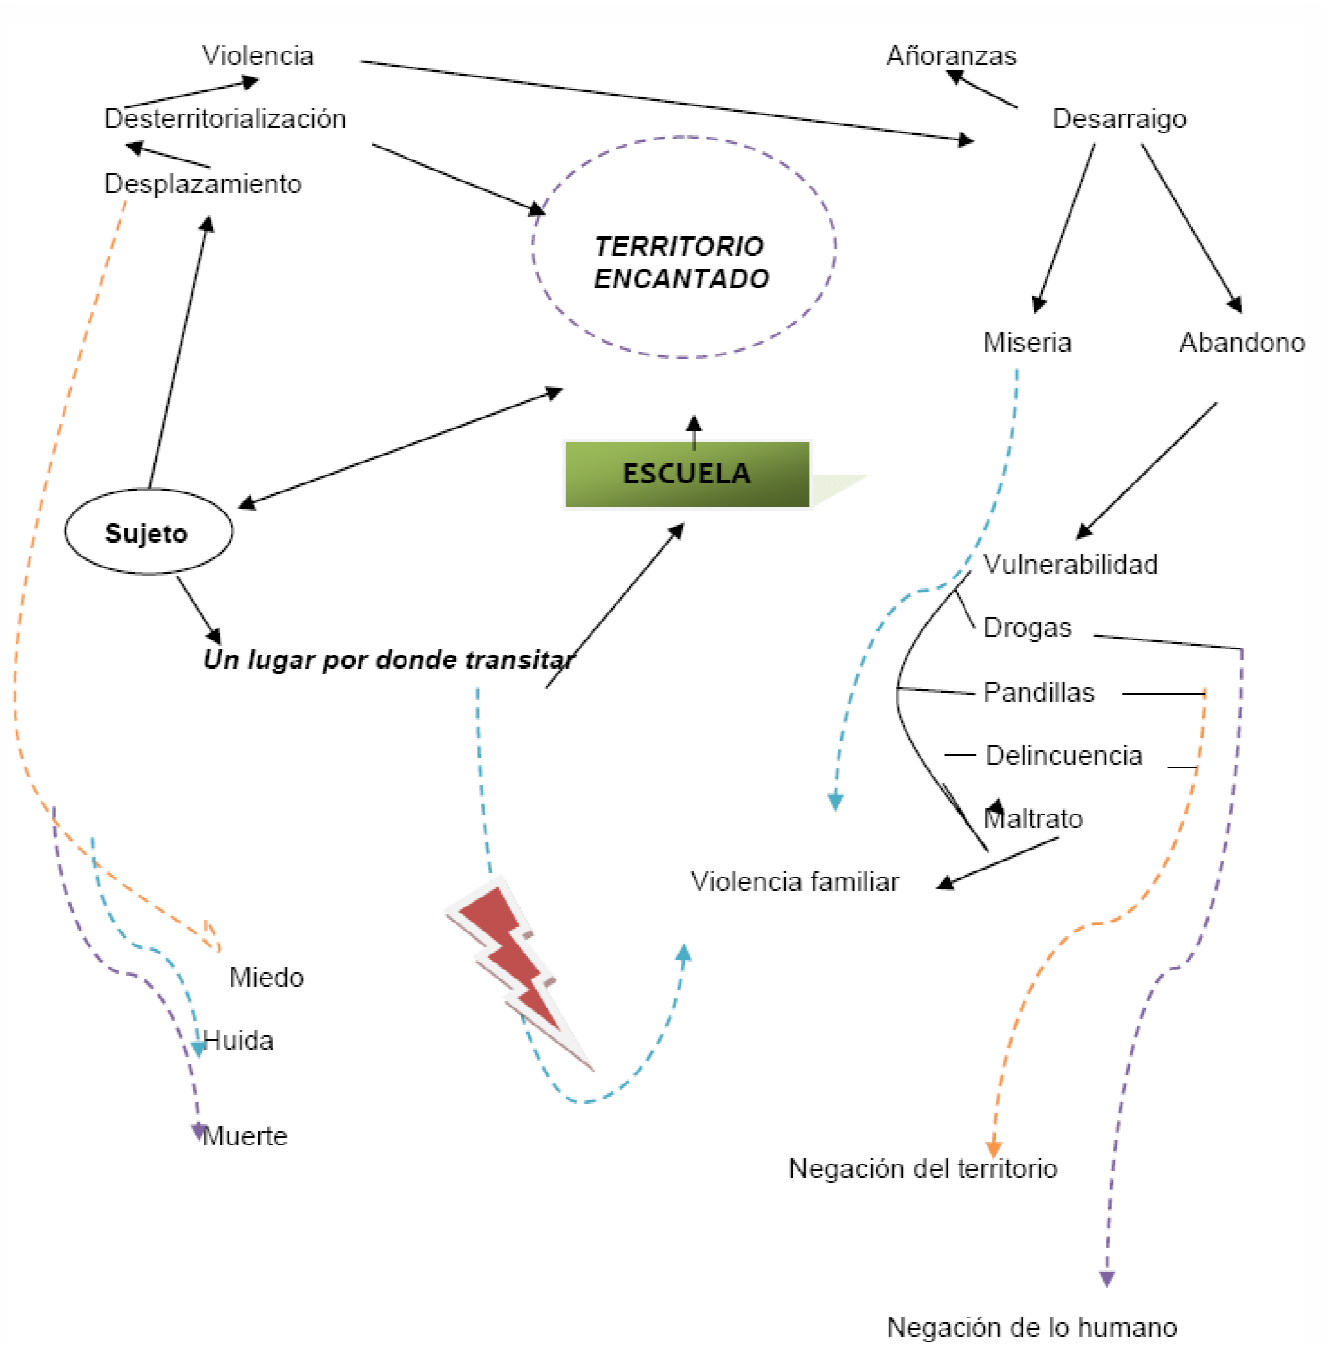 Violencia
Añoranzas
Desterritorialización
Desarraigo
Desplazamiento
TERRITORIO
ENCANTADO
Miseria
Abandono
ESCUELA
Sujeto
Vulnerabilidad
Drogas
Un lugar por donde transitar
Pandillas
Delincuencia
Maltrato
Violencia familiar
Miedo
Huida
Muerte
Negación del territorio
Negación de lo humano